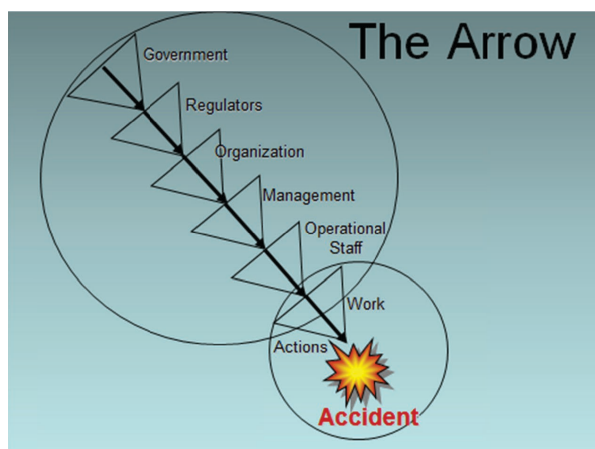 The Arrow
Government
Regulators
Organization
Management
Operational
Staff
Work
Actions
Accident